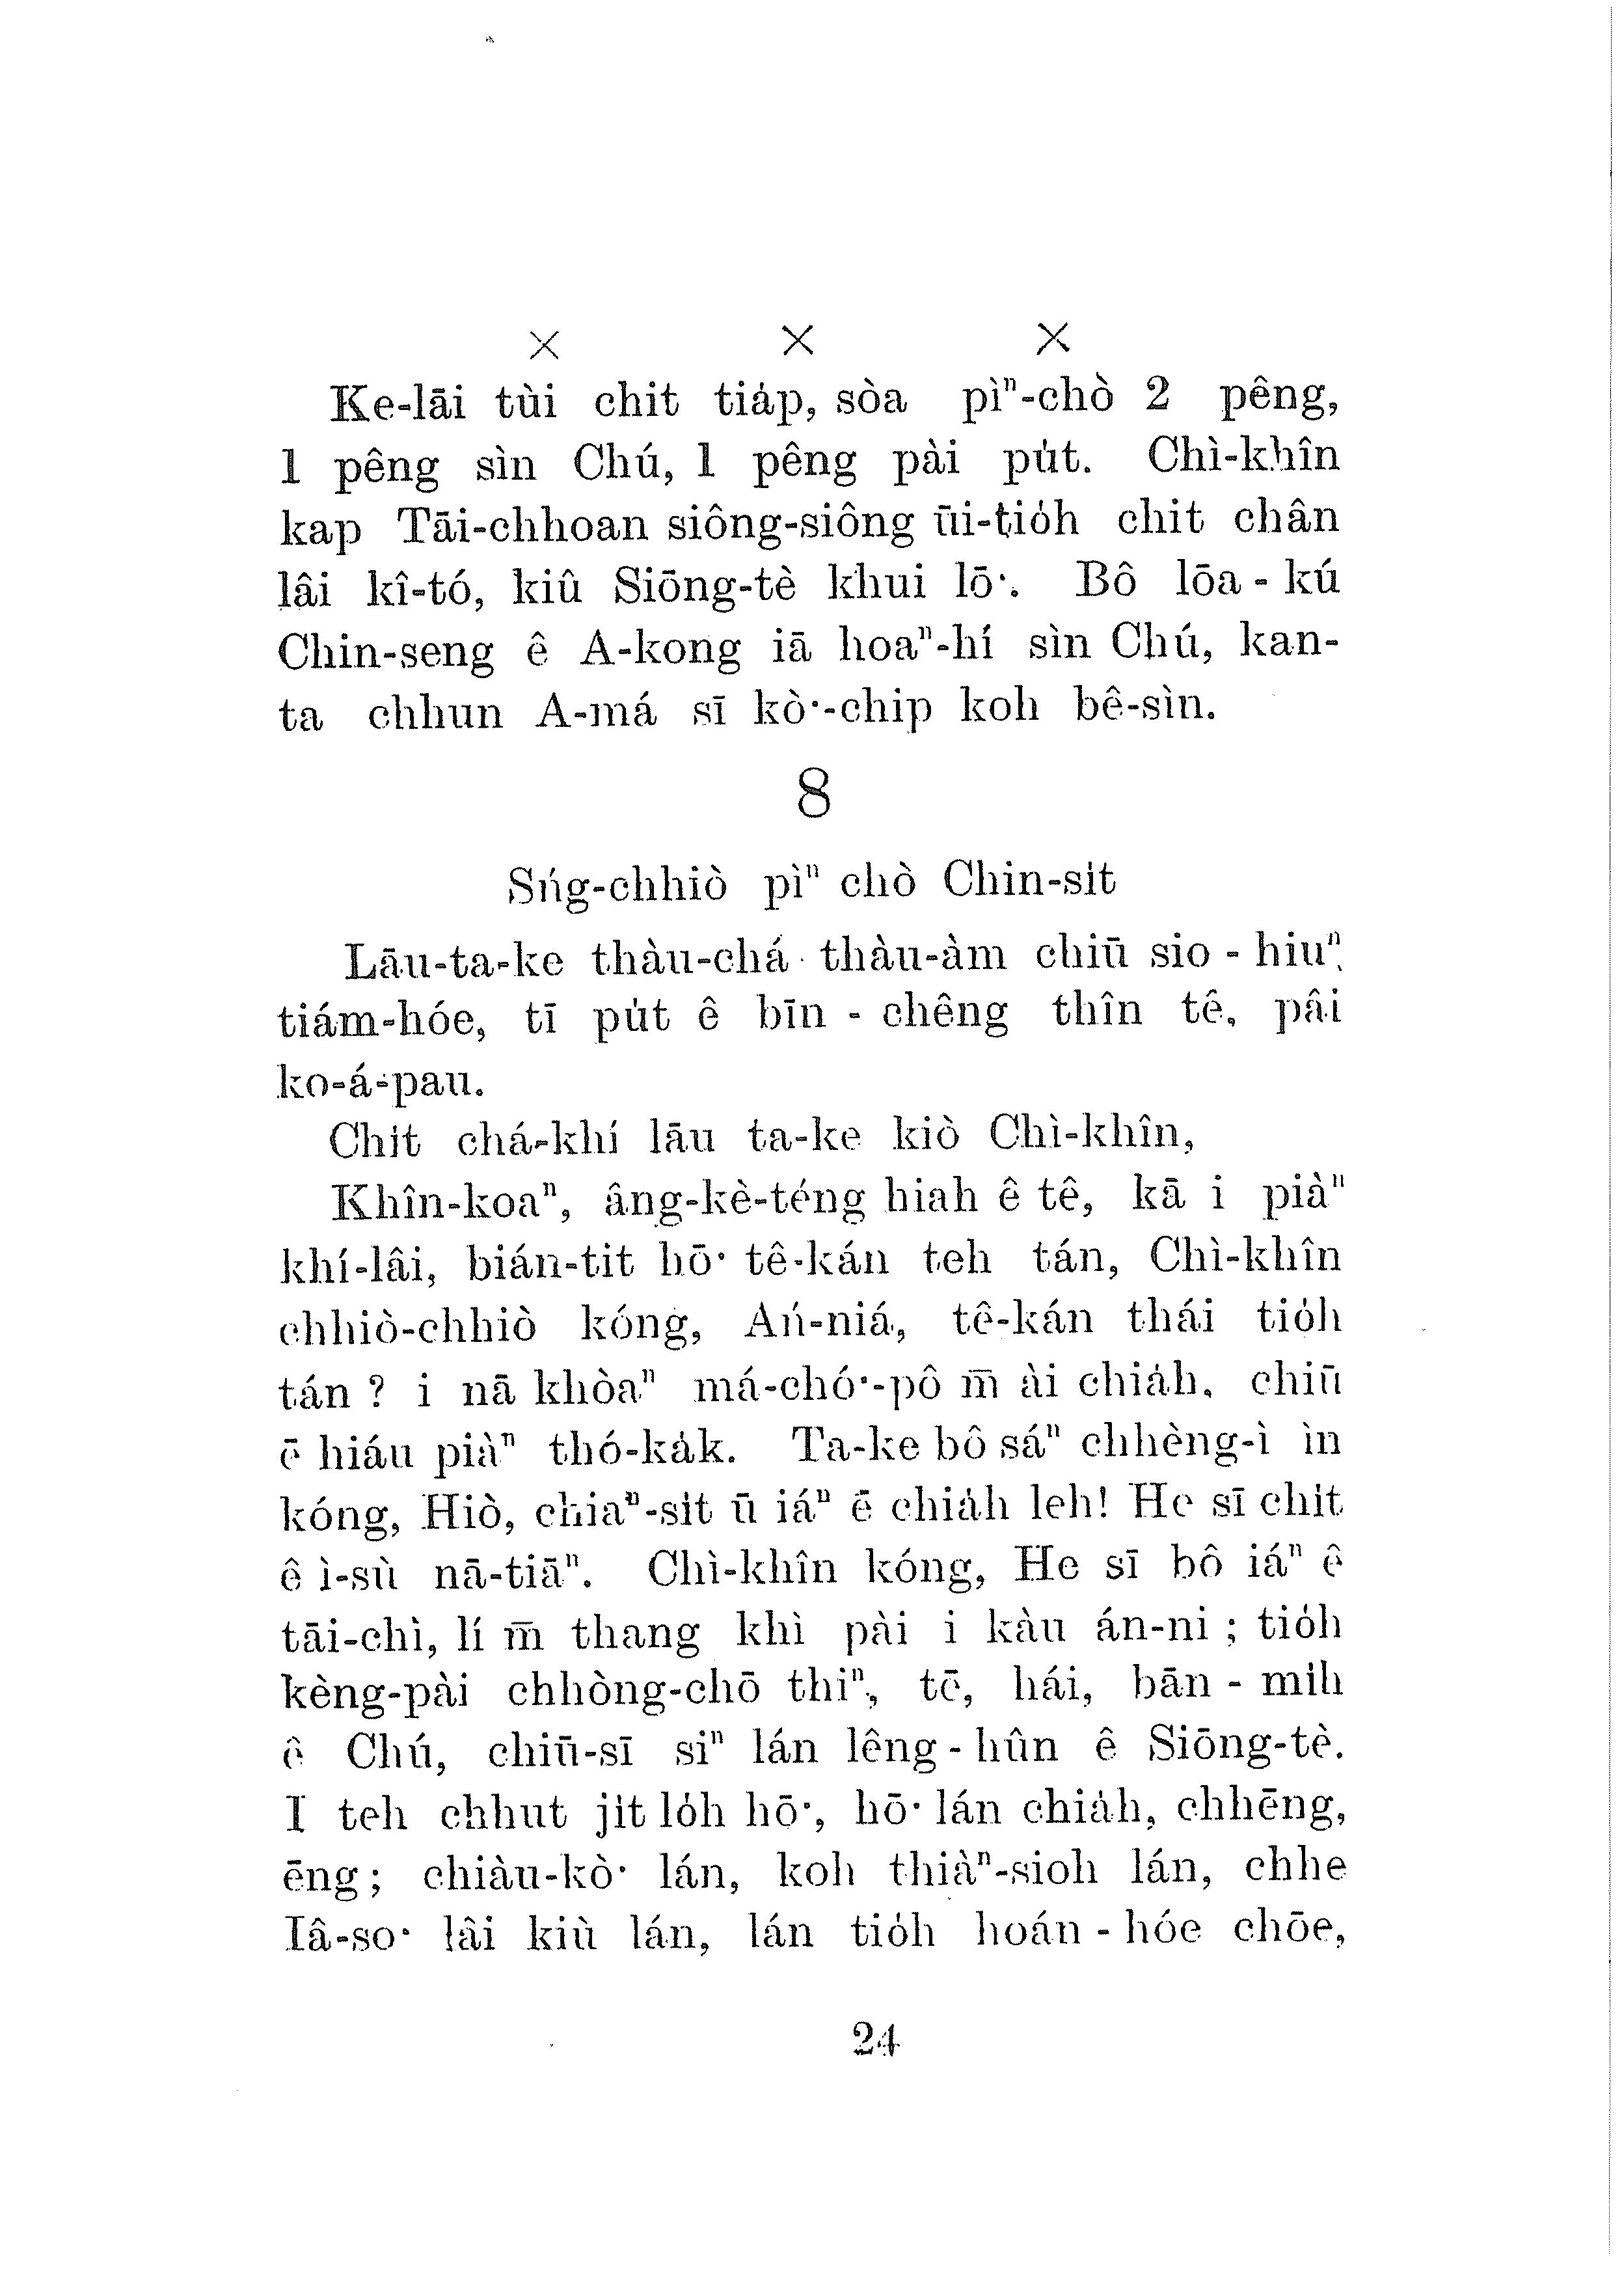 × × ×
Ke-lāi tùi chit tia̍p, sòa pìⁿ-chò 2 pêng,
1 pêng sìn Chú, 1 pêng pài pu̍t. Chì-khîn
kap Tāi-chhoan siông-siông ūi-tio̍h chit chân
lâi kî-tó, kiû Siōng-tè khui lō͘. Bô lōa - kú
Chin-seng ê A-kong iā hoaⁿ-hí sìn Chú, kan-
ta chhun A-má sī kò͘-chip koh bê-sìn.
8
Sńg-chhiò pìⁿ chò Chin-si̍t
Lāu-ta-ke thàu-chá thàu-àm chiū sio - hiuⁿ,
tiám-hóe, tī pu̍t ê bīn - chêng thîn tê, pâi
ko-á-pau.
Chi̍t chá-khí lāu ta-ke kiò Chì-khîn,
Khîn-koaⁿ, âng-kè-téng hiah ê tê, kā i piàⁿ
khí-lâi, bián-tit hō͘ tê-kán teh tán, Chì-khîn
chhiò-chhiò kóng, Ań-niá, tê-kán thái tio̍h
tán ? i nā khòaⁿ má-chó͘-pô m̄ ài chia̍h, chiū
ē hiáu piàⁿ thó-ka̍k. Ta-ke bô sáⁿ chhèng-ì ìn
kóng, Hiò, chiaⁿ-si̍t ū iáⁿ ē chia̍h leh! He sī chi̍t
ê ì-sù nā-tiāⁿ. Chì-khîn kóng, He sī bô iáⁿ ê
tāi-chì, lí m̄ thang khì pài i kàu án-ni ; tio̍h
kèng-pài chhòng-chō thiⁿ, tē, hái, bān - mi̍h
ê Chú, chiū-sī siⁿ lán lêng - hûn ê Siōng-tè.
I teh chhut ji̍t lo̍h hō͘, hō͘ lán chia̍h, chhēng,
ēng ; chiàu-kò͘ lán, koh thiàⁿ-sioh lán, chhe
Iâ-so͘ lâi kiù lán, lán tio̍h hoán - hóe chōe,
24